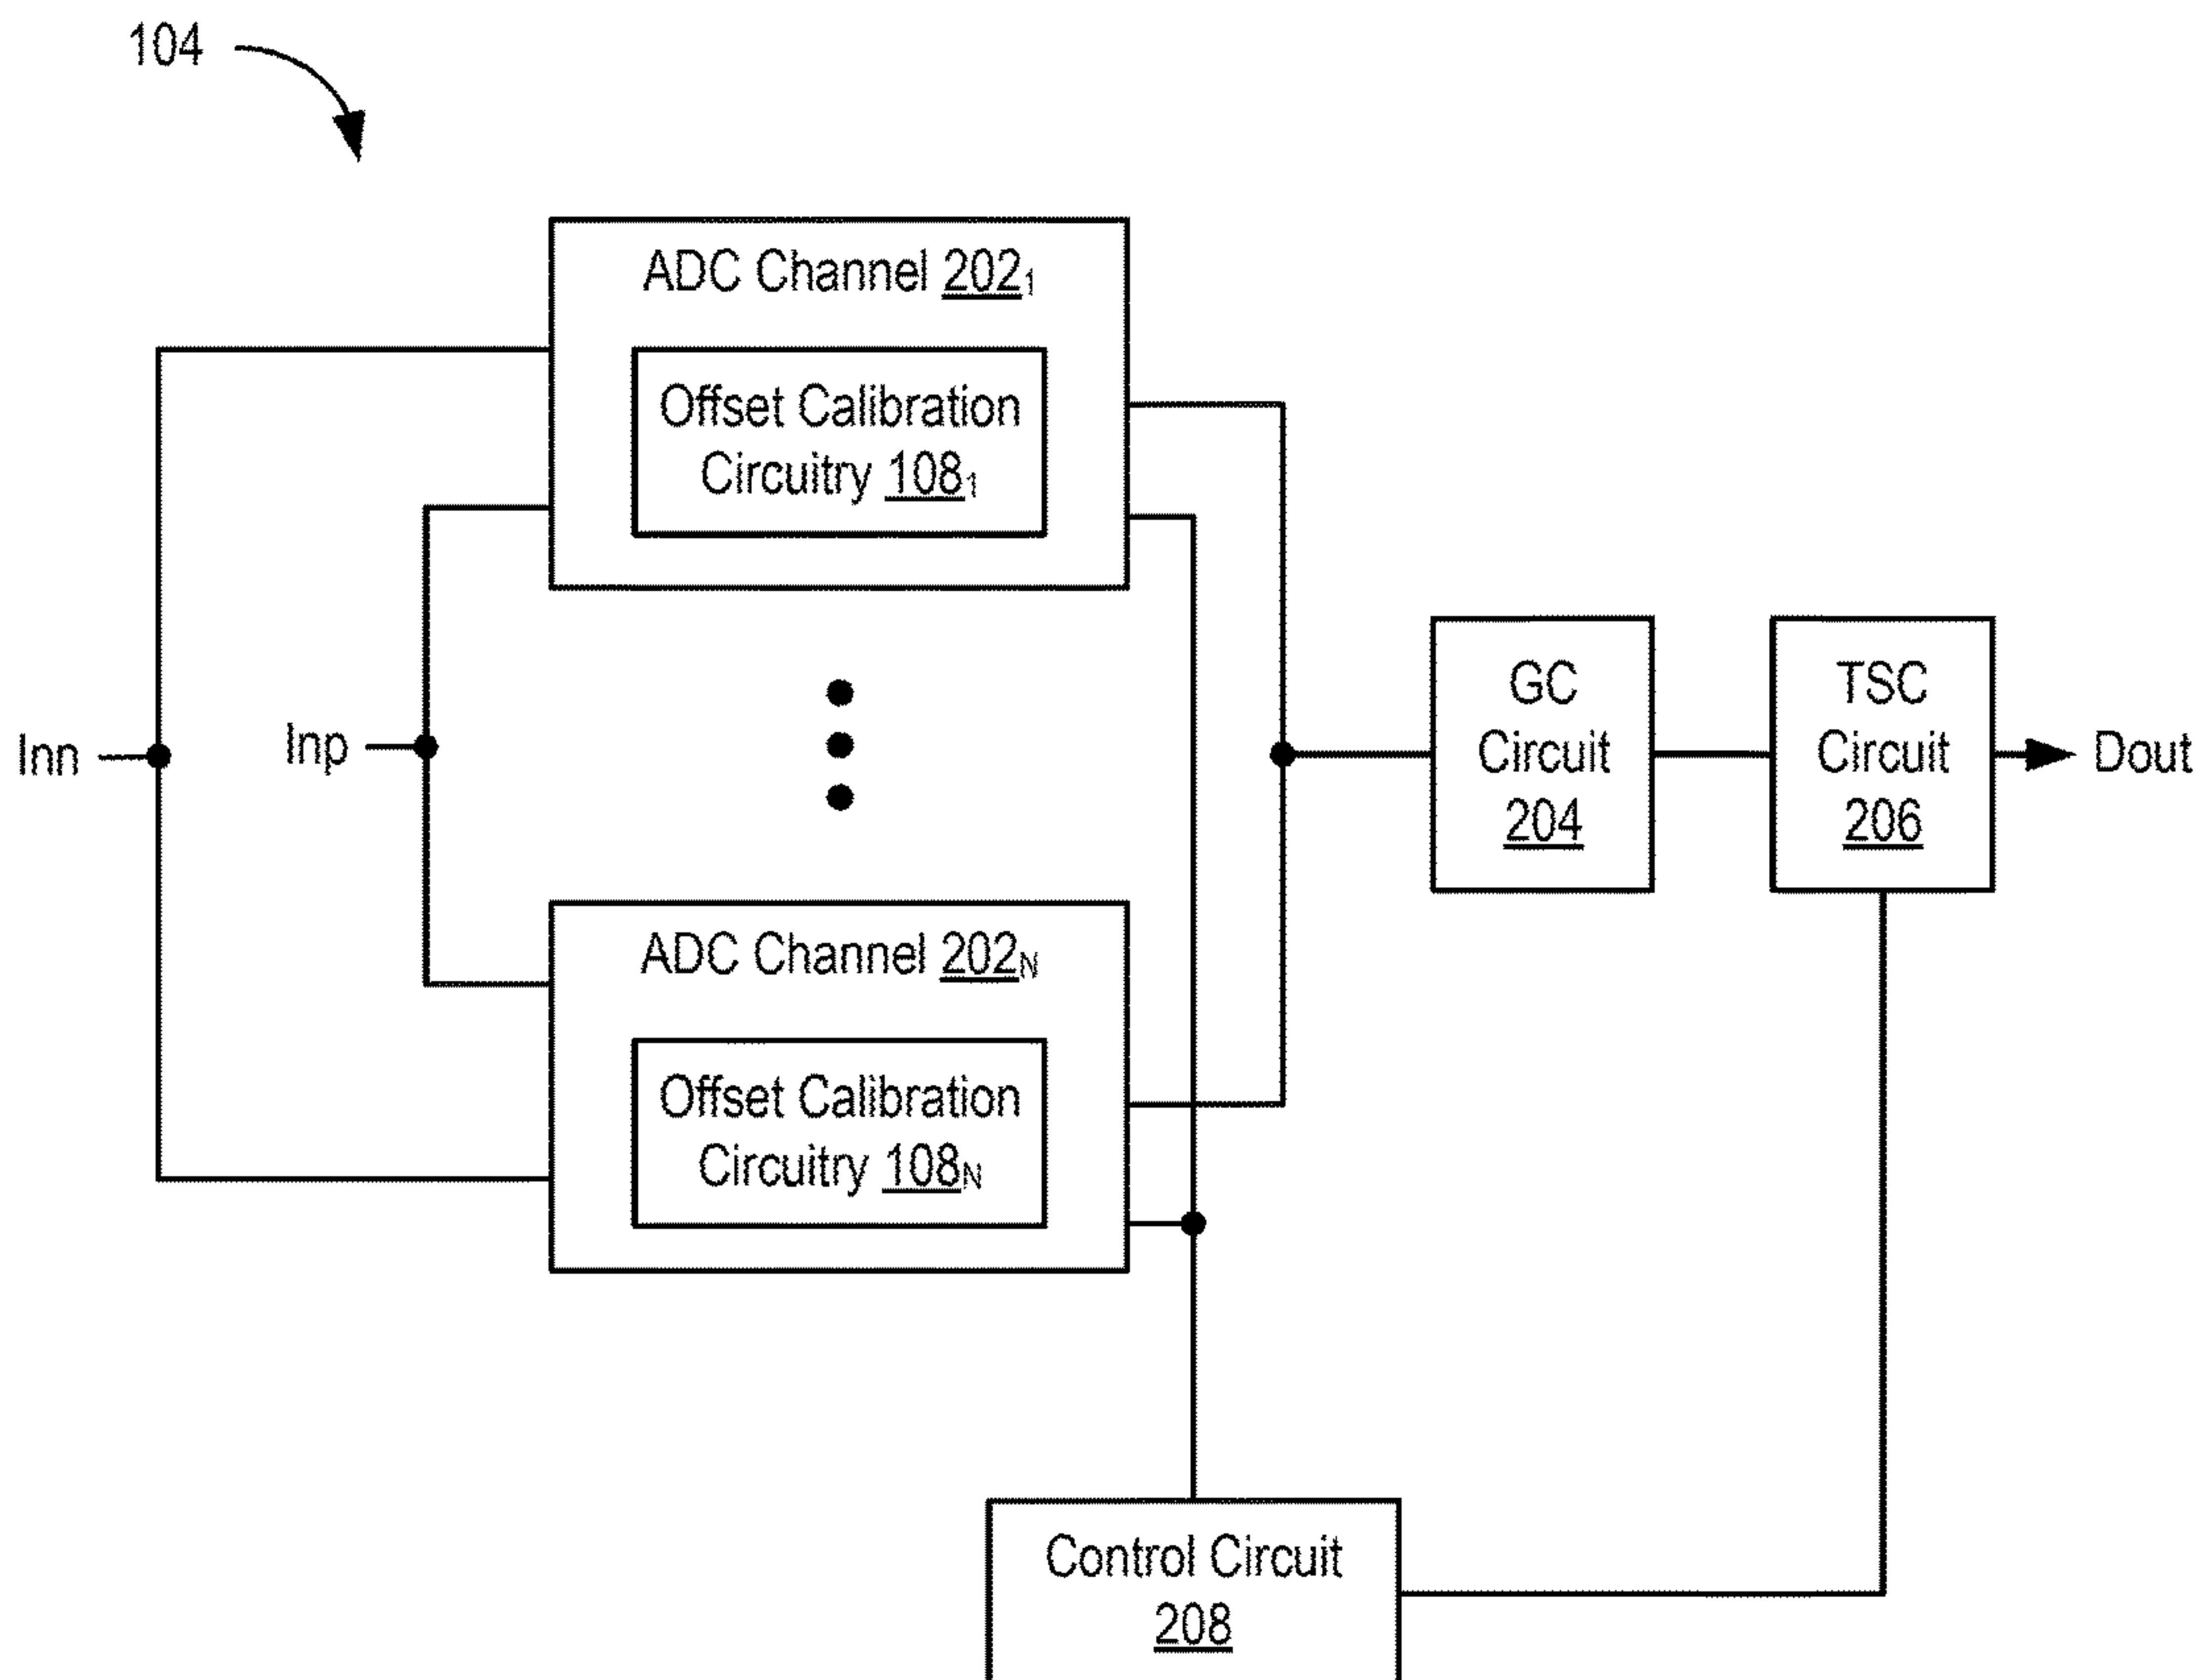 104
ADC Channel 202₁
Offset Calibration
Circuitry 108₁
Inn
Inp
GC
Circuit
204
TSC
Circuit
206
Dout
ADC Channel 202ₙ
Offset Calibration
Circuitry 108ₙ
Control Circuit
208